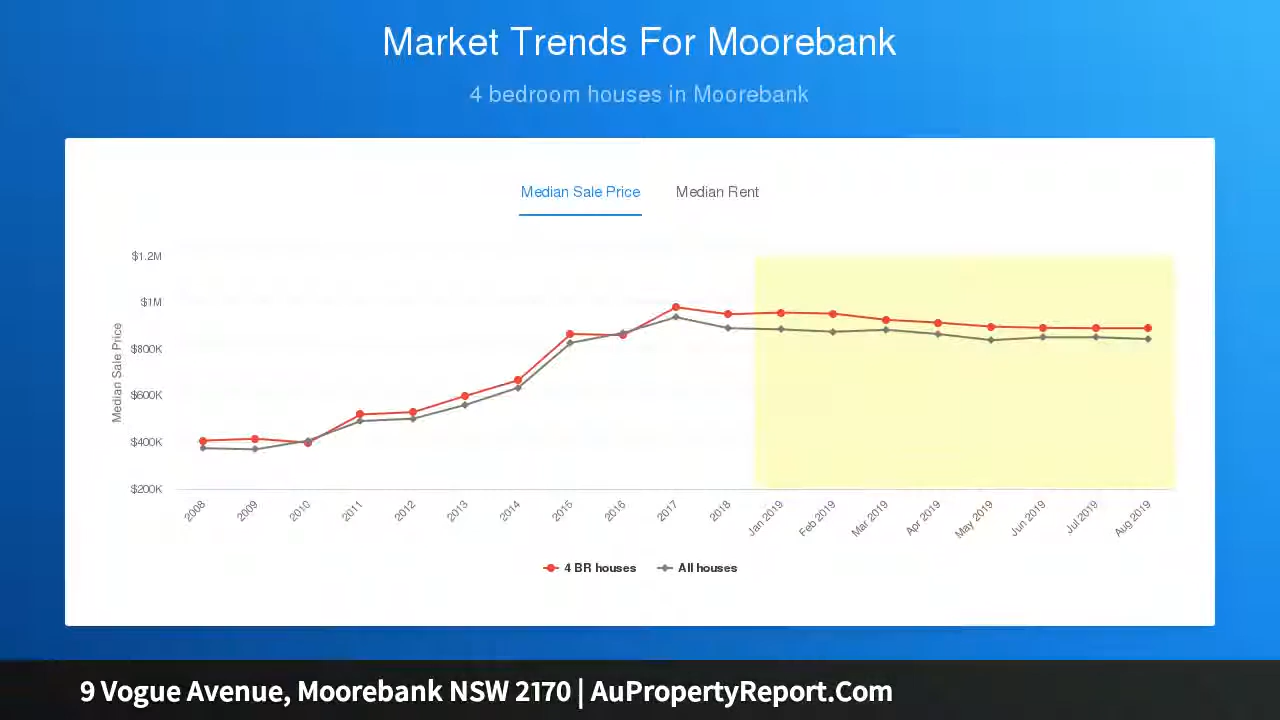 Market Trends For Moorebank
4 bedroom houses in Moorebank
Median Sale Price Median Rent
$1.2M
$1M
$800K
$600K
$400K
$200K
Median Sale Price
2008 2009 2010 2011 2012 2013 2014 2015 2016 2017 2018 Jan 2019 Feb 2019 Mar 2019 Apr 2019 May 2019 Jun 2019 Jul 2019 Aug 2019
4 BR houses All houses
9 Vogue Avenue, Moorebank NSW 2170 | AuPropertyReport.Com